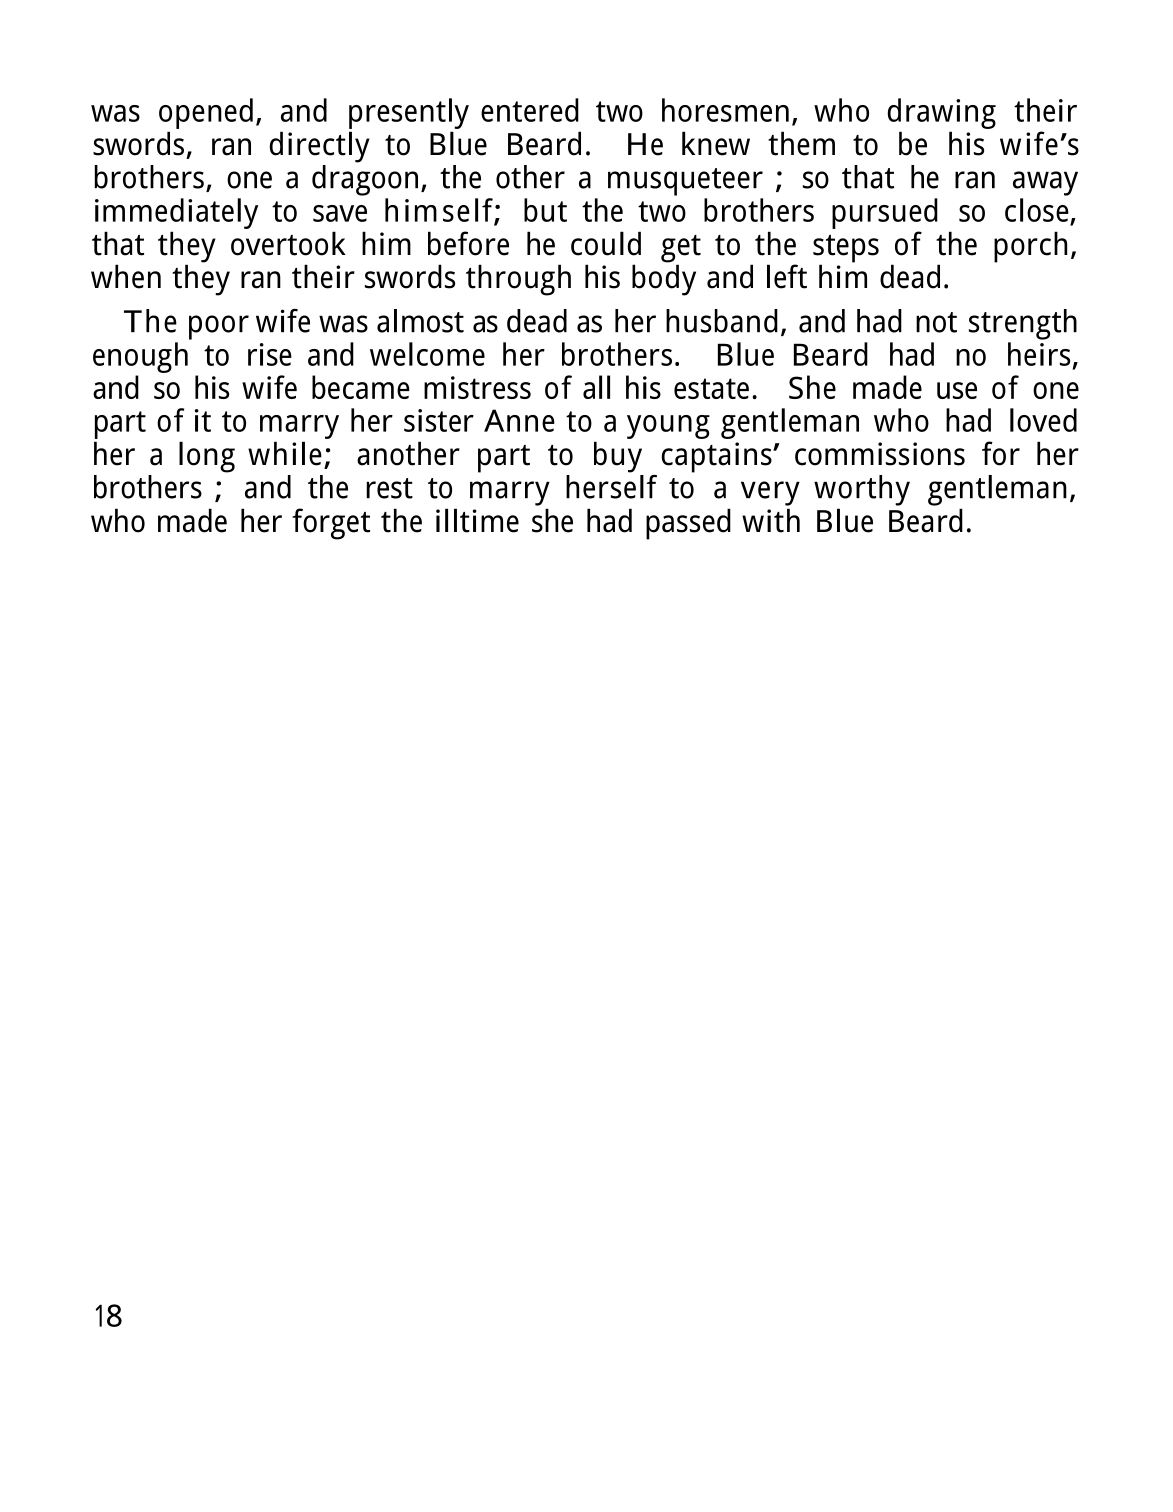 was opened, and presently entered two horesmen, who drawing their
swords, ran directly to Blue Beard. He knew them to be his wife’s
brothers, one a dragoon, the other a musqueteer ; so that he ran away
immediately to save himself; but the two brothers pursued so close,
that they overtook him before he could get to the steps of the porch,
when they ran their swords through his body and left him dead.
The poor wife was almost as dead as her husband, and had not strength
enough to rise and welcome her brothers. Blue Beard had no heirs,
and so his wife became mistress of all his estate. She made use of one
part of it to marry her sister Anne to a young gentleman who had loved
her a long while; another part to buy captains’ commissions for her
brothers ; and the rest to marry herself to a very worthy gentleman,
who made her forget the illtime she had passed with Blue Beard.
18